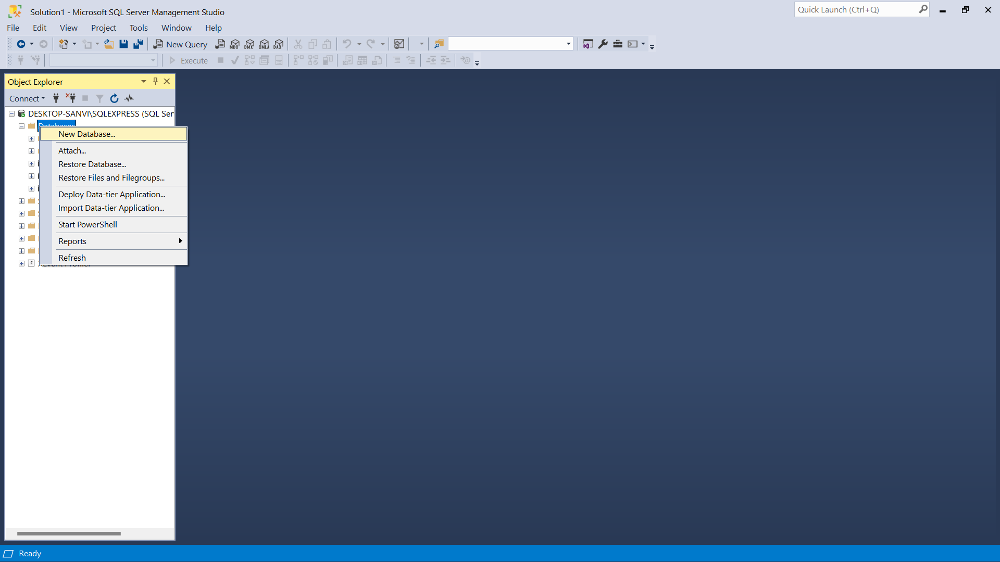 Solution1 - Microsoft SQL Server Management Studio
Quick Launch (Ctrl+Q)
File Edit View Project Tools Window Help
New Query MDX DMX XMLA DAX
Execute
Object Explorer
Connect
DESKTOP-SANVI\SQLEXPRESS (SQL Ser
Databases
New Database...
Attach...
Restore Database...
Restore Files and Filegroups...
Deploy Data-tier Application...
Import Data-tier Application...
Start PowerShell
Reports
Refresh
XEvent Profiler
Ready